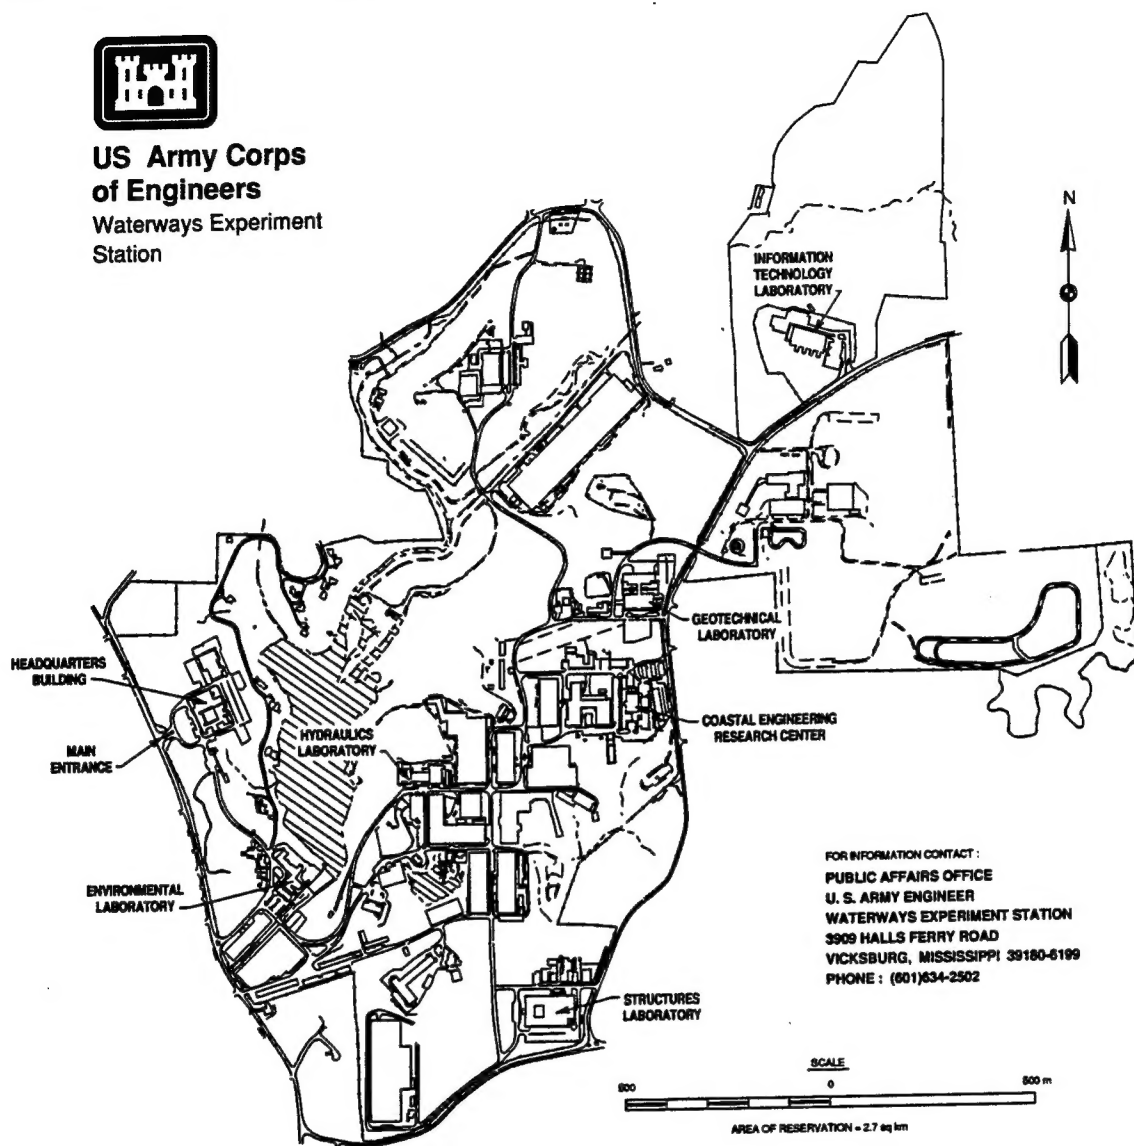 US Army Corps
of Engineers
Waterways Experiment
Station
N
INFORMATION
TECHNOLOGY
LABORATORY
GEOTECHNICAL
LABORATORY
HEADQUARTERS
BUILDING
HYDRAULICS
LABORATORY
COASTAL ENGINEERING
RESEARCH CENTER
MAIN
ENTRANCE
ENVIRONMENTAL
LABORATORY
FOR INFORMATION CONTACT :
PUBLIC AFFAIRS OFFICE
U. S. ARMY ENGINEER
WATERWAYS EXPERIMENT STATION
3909 HALLS FERRY ROAD
VICKSBURG, MISSISSIPPI 39180-6199
PHONE : (601)634-2502
STRUCTURES
LABORATORY
SCALE
500 0 500 m
AREA OF RESERVATION = 2.7 sq km